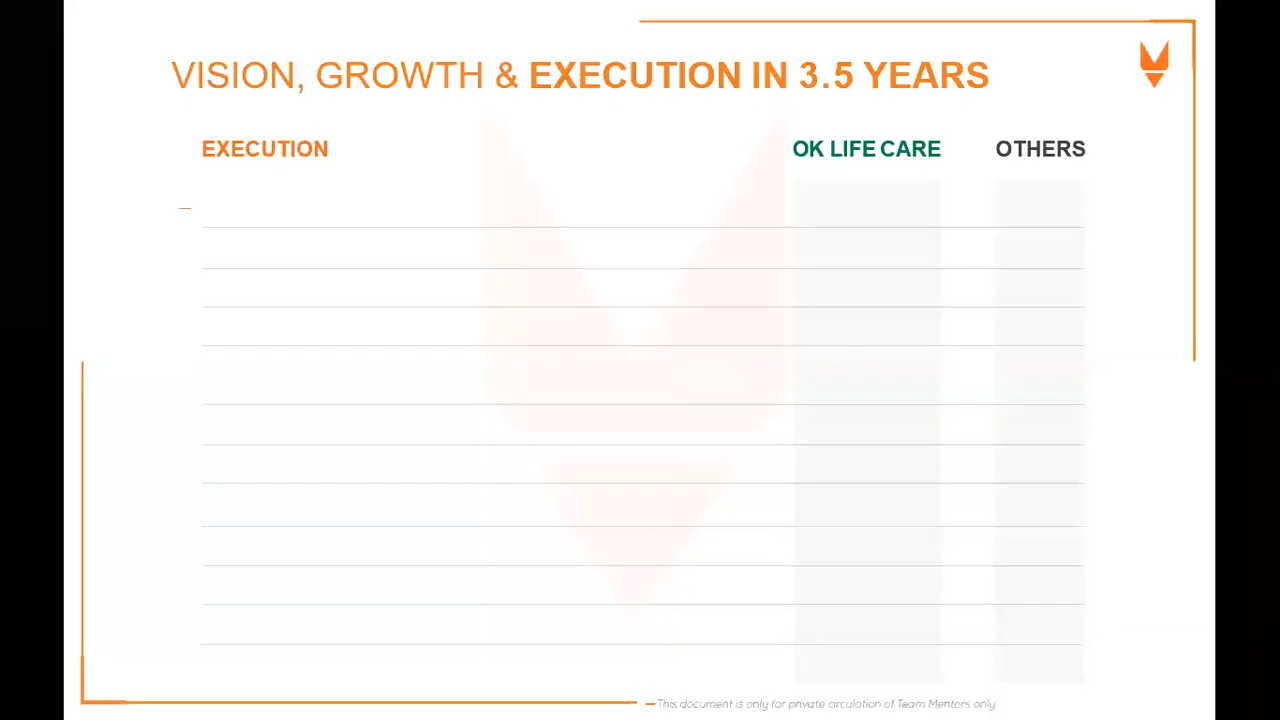 VISION, GROWTH & EXECUTION IN 3.5 YEARS
EXECUTION OK LIFE CARE OTHERS
This document is only for private circulation of Team Mentors only